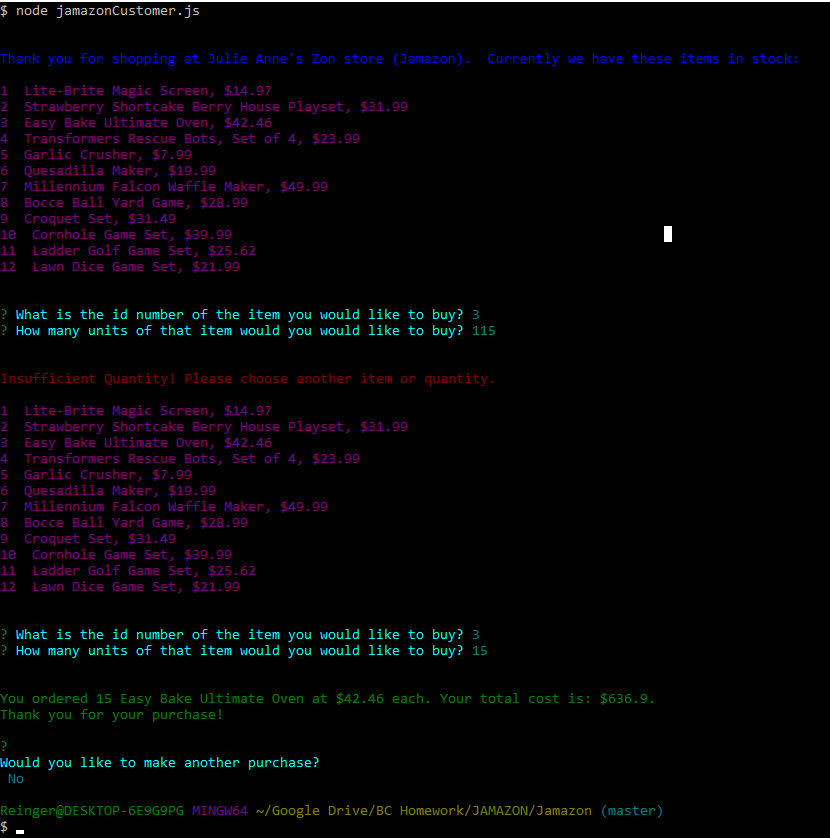 $ node jamazonCustomer.js
Thank you for shopping at Julie Anne's Zon store (Jamazon).  Currently we have these items in stock:
1  Lite-Brite Magic Screen, $14.97
2  Strawberry Shortcake Berry House Playset, $31.99
3  Easy Bake Ultimate Oven, $42.46
4  Transformers Rescue Bots, Set of 4, $23.99
5  Garlic Crusher, $7.99
6  Quesadilla Maker, $19.99
7  Millennium Falcon Waffle Maker, $49.99
8  Bocce Ball Yard Game, $28.99
9  Croquet Set, $31.49
10  Cornhole Game Set, $39.99
11  Ladder Golf Game Set, $25.62
12  Lawn Dice Game Set, $21.99
? What is the id number of the item you would like to buy? 3
? How many units of that item would you would like to buy? 115
Insufficient Quantity! Please choose another item or quantity.
1  Lite-Brite Magic Screen, $14.97
2  Strawberry Shortcake Berry House Playset, $31.99
3  Easy Bake Ultimate Oven, $42.46
4  Transformers Rescue Bots, Set of 4, $23.99
5  Garlic Crusher, $7.99
6  Quesadilla Maker, $19.99
7  Millennium Falcon Waffle Maker, $49.99
8  Bocce Ball Yard Game, $28.99
9  Croquet Set, $31.49
10  Cornhole Game Set, $39.99
11  Ladder Golf Game Set, $25.62
12  Lawn Dice Game Set, $21.99
? What is the id number of the item you would like to buy? 3
? How many units of that item would you would like to buy? 15
You ordered 15 Easy Bake Ultimate Oven at $42.46 each. Your total cost is: $636.9.
Thank you for your purchase!
?
Would you like to make another purchase?
No
Reinger@DESKTOP-6E9G9PG MINGW64 ~/Google Drive/BC Homework/JAMAZON/Jamazon (master)
$